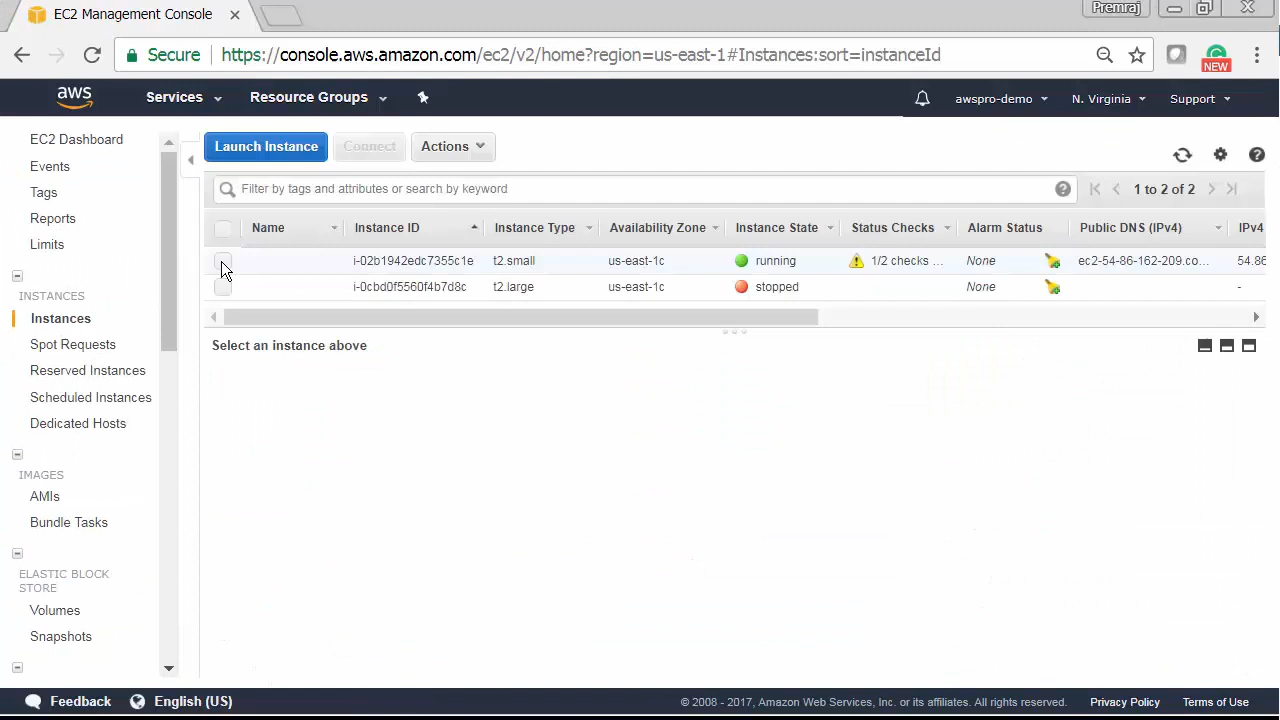 EC2 Management Console
Premraj
Secure https://console.aws.amazon.com/ec2/v2/home?region=us-east-1#Instances:sort=instanceId
NEW
aws Services Resource Groups awspro-demo N. Virginia Support
EC2 Dashboard
Events
Tags
Reports
Limits
INSTANCES
Instances
Spot Requests
Reserved Instances
Scheduled Instances
Dedicated Hosts
IMAGES
AMIs
Bundle Tasks
ELASTIC BLOCK
STORE
Volumes
Snapshots
Launch Instance Connect Actions
Filter by tags and attributes or search by keyword 1 to 2 of 2
Name Instance ID Instance Type Availability Zone Instance State Status Checks Alarm Status Public DNS (IPv4) IPv4
i-02b1942edc7355c1e t2.small us-east-1c running 1/2 checks ... None ec2-54-86-162-209.co... 54.86
i-0cbd0f5560f4b7d8c t2.large us-east-1c stopped None -
Select an instance above
Feedback English (US) © 2008 - 2017, Amazon Web Services, Inc. or its affiliates. All rights reserved. Privacy Policy Terms of Use